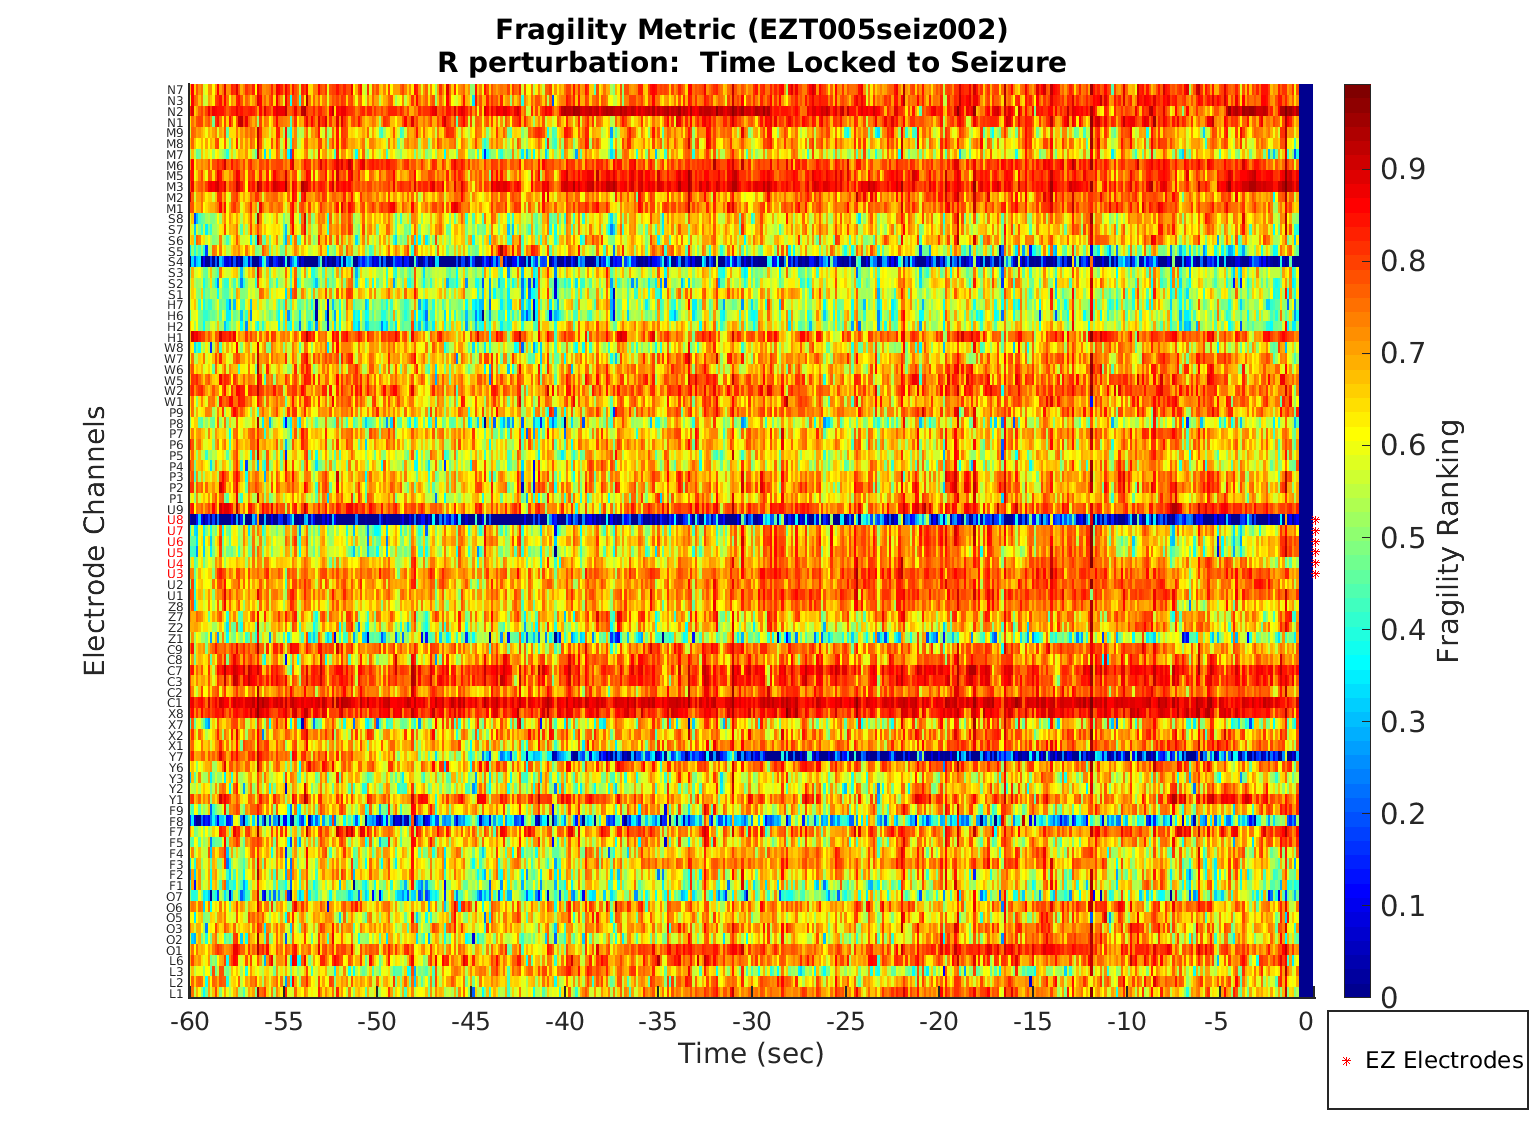 Fragility Metric (EZT005seiz002)
R perturbation:  Time Locked to Seizure
Electrode Channels
N7
N3
N2
N1
M9
M8
M7
M6
M5
M3
M2
M1
S8
S7
S6
S5
S4
S3
S2
S1
H7
H6
H2
H1
W8
W7
W6
W5
W2
W1
P9
P8
P7
P6
P5
P4
P3
P2
P1
U9
U8
U7
U6
U5
U4
U3
U2
U1
Z8
Z7
Z2
Z1
C9
C8
C7
C3
C2
C1
X8
X7
X2
X1
Y7
Y6
Y3
Y2
Y1
F9
F8
F7
F5
F4
F3
F2
F1
O7
O6
O5
O3
O2
O1
L6
L3
L2
L1
-60 -55 -50 -45 -40 -35 -30 -25 -20 -15 -10 -5 0
Time (sec)
0.9
0.8
0.7
0.6
0.5
0.4
0.3
0.2
0.1
0
Fragility Ranking
EZ Electrodes